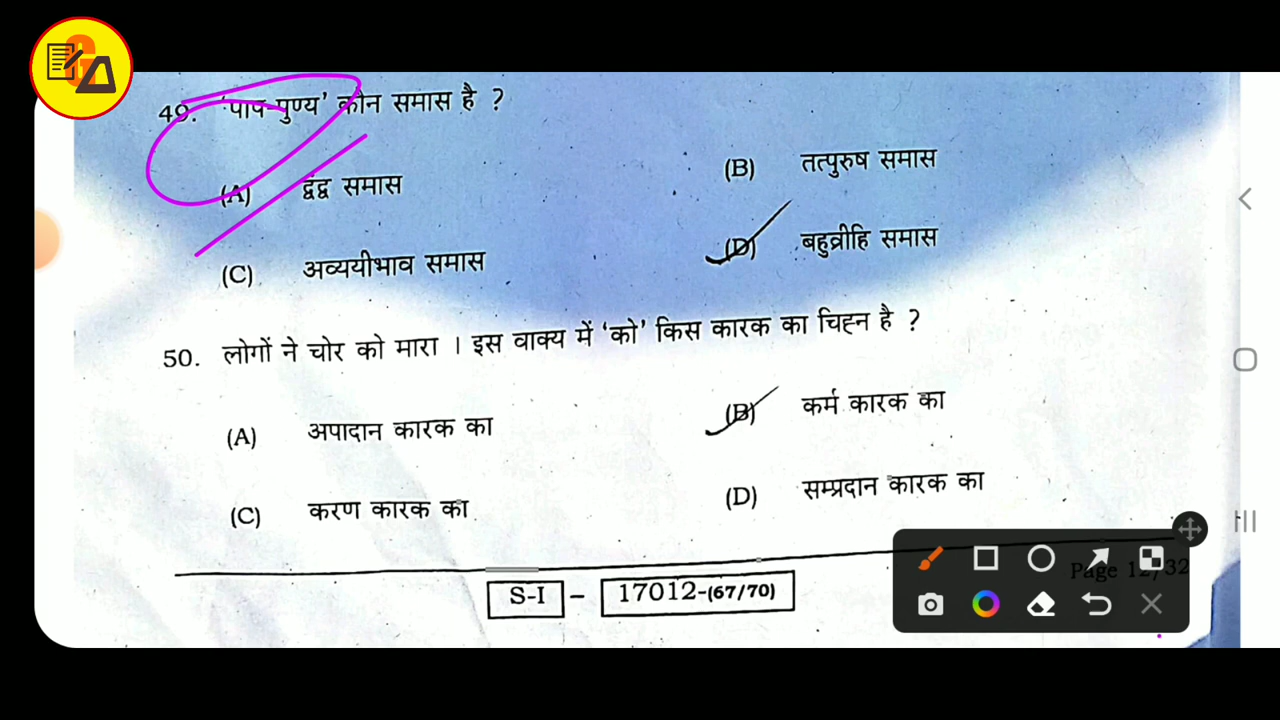 49. 'पाप-पुण्य' कौन समास है ?
(A) द्वंद्व समास
(B) तत्पुरुष समास
(C) अव्ययीभाव समास
(D) बहुव्रीहि समास
50. लोगों ने चोर को मारा । इस वाक्य में 'को' किस कारक का चिह्न है ?
(A) अपादान कारक का
(B) कर्म कारक का
(C) करण कारक का
(D) सम्प्रदान कारक का
S-I - 17012-(67/70)
Page 12/32